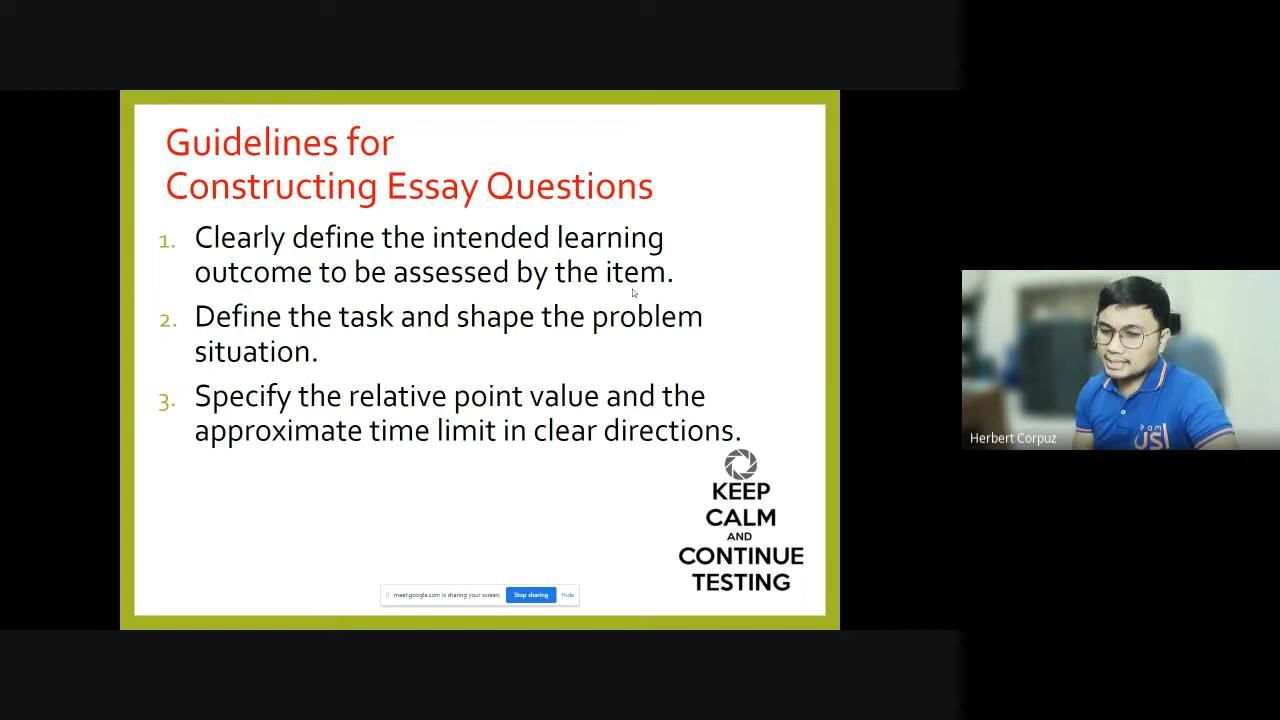 Guidelines for
Constructing Essay Questions
1. Clearly define the intended learning
outcome to be assessed by the item.
2. Define the task and shape the problem
situation.
3. Specify the relative point value and the
approximate time limit in clear directions.
KEEP
CALM
AND
CONTINUE
TESTING
meet.google.com is sharing your screen.
Stop sharing
Hide
team
USL
Herbert Corpuz